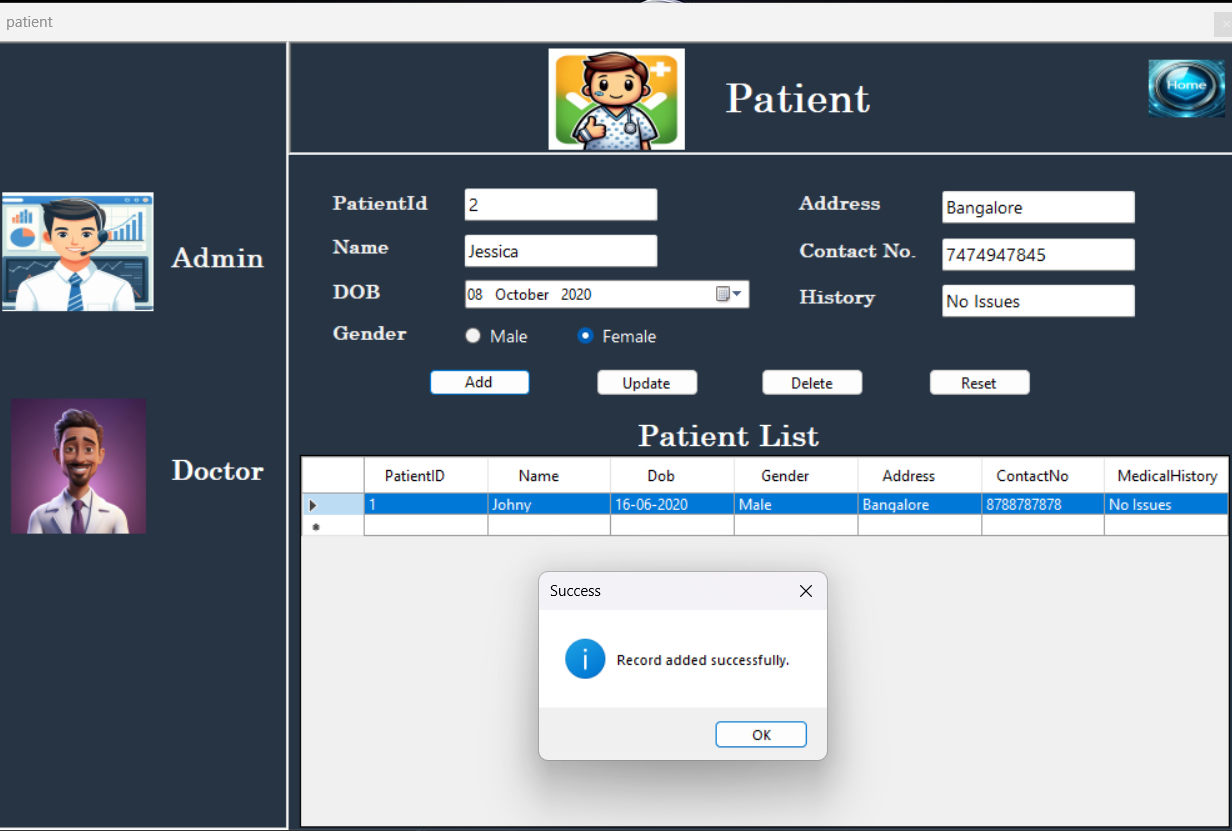 patient
Patient
Home
Admin
Doctor
PatientId 2
Name Jessica
DOB 08 October 2020
Gender Male Female
Address Bangalore
Contact No. 7474947845
History No Issues
Add Update Delete Reset
Patient List
PatientID Name Dob Gender Address ContactNo MedicalHistory
1 Johny 16-06-2020 Male Bangalore 8788787878 No Issues
Success
Record added successfully.
OK